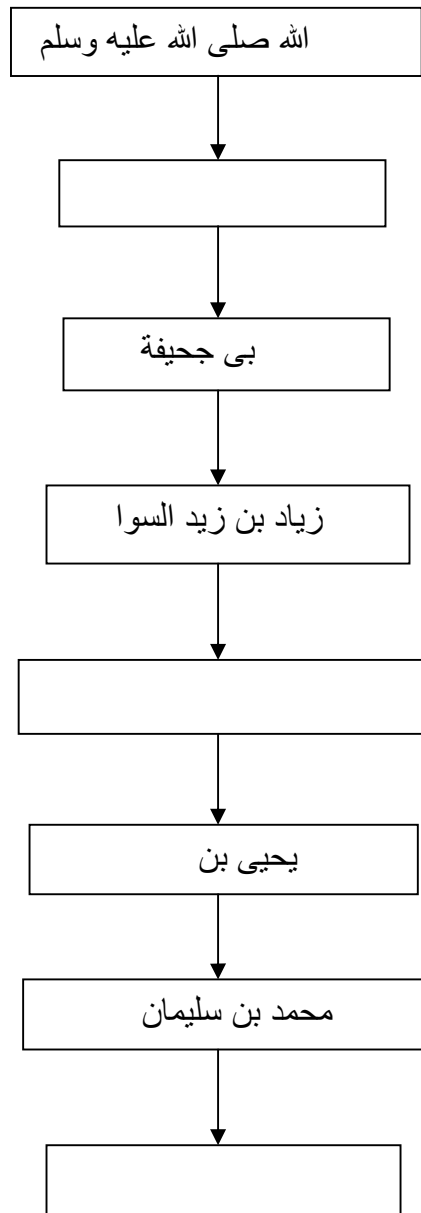 الله صلى الله عليه وسلم
بى جحيفة
زياد بن زيد السوا
يحيى بن
محمد بن سليمان